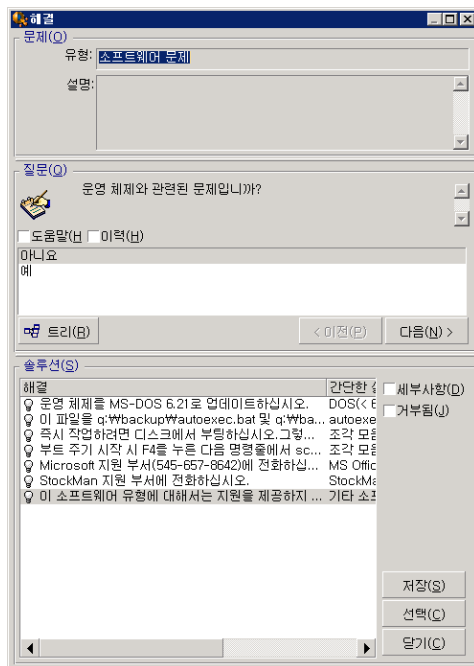 해결
문제(O)
유형: 소프트웨어 문제
설명:
질문(Q)
운영 체제와 관련된 문제입니까?
도움말(H 이력(H)
아니요
예
트리(R)
< 이전(P) 다음(N) >
솔루션(S)
해결 간단한
세부사항(D)
거부됨(J)
운영 체제를 MS-DOS 6.21로 업데이트하십시오. DOS(< 6
이 파일을 q:₩backup₩autoexec.bat 및 q:₩ba... autoexe
즉시 작업하려면 디스크에서 부팅하십시오.그렇... 조각 모음
부트 주기 시작 시 F4를 누른 다음 명령줄에서 sc... 조각 모음
Microsoft 지원 부서(545-657-8642)에 전화하십... MS Offic
StockMan 지원 부서에 전화하십시오. StockMa
이 소프트웨어 유형에 대해서는 지원을 제공하지 ... 기타 소프
저장(S)
선택(C)
닫기(C)